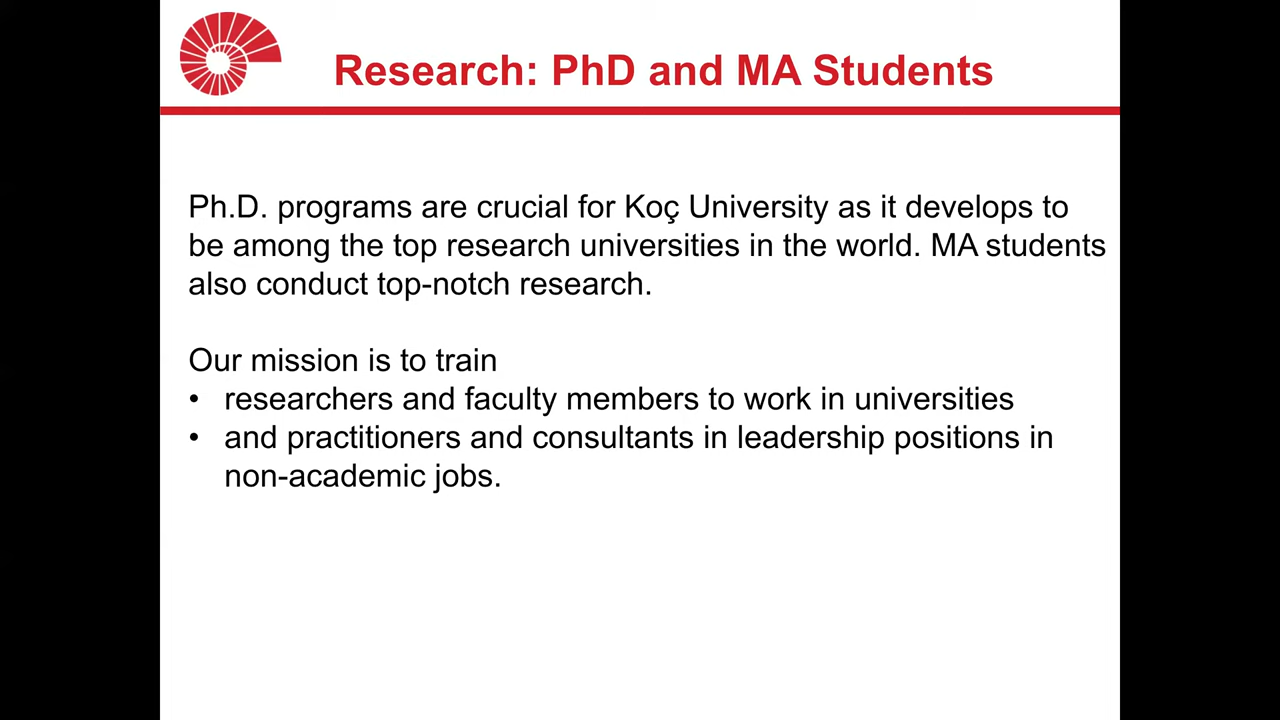 Research: PhD and MA Students
Ph.D. programs are crucial for Koç University as it develops to
be among the top research universities in the world. MA students
also conduct top-notch research.
Our mission is to train
• researchers and faculty members to work in universities
• and practitioners and consultants in leadership positions in
non-academic jobs.